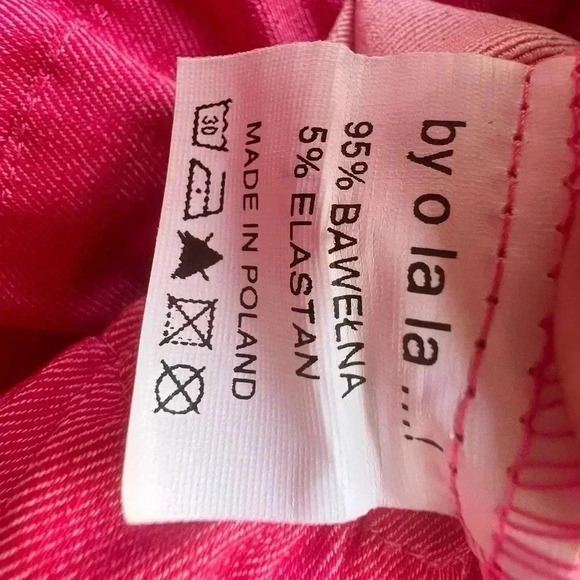 by o la la ...!
95% BAWEŁNA
5% ELASTAN
MADE IN POLAND
30